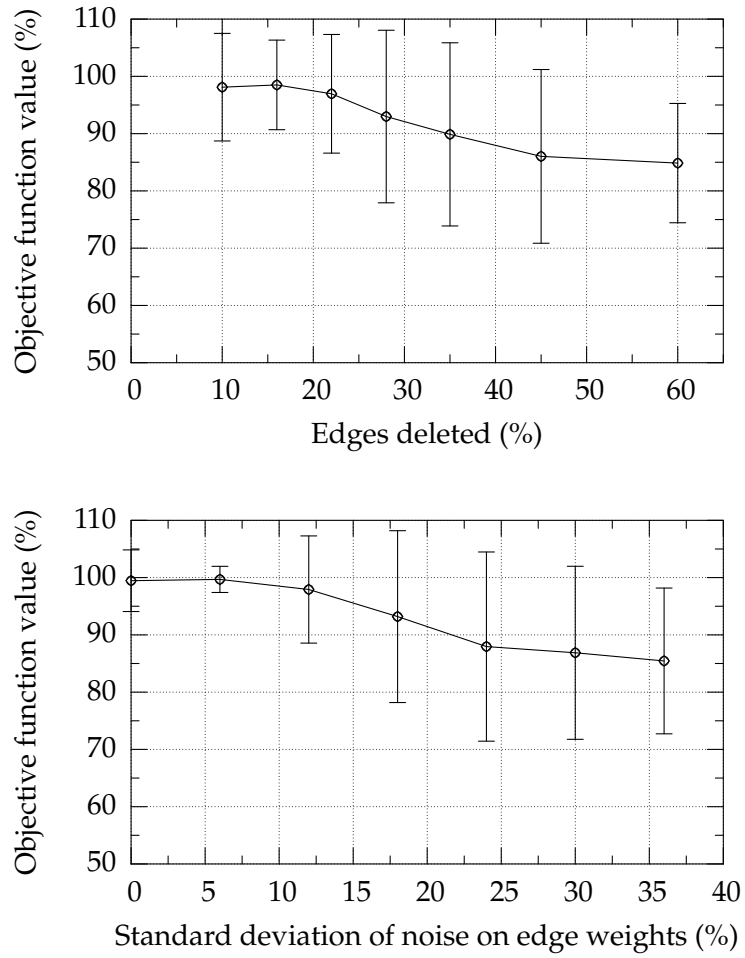 Objective function value (%)
110
100
90
80
70
60
50
0 10 20 30 40 50 60
Edges deleted (%)
Objective function value (%)
110
100
90
80
70
60
50
0 5 10 15 20 25 30 35 40
Standard deviation of noise on edge weights (%)